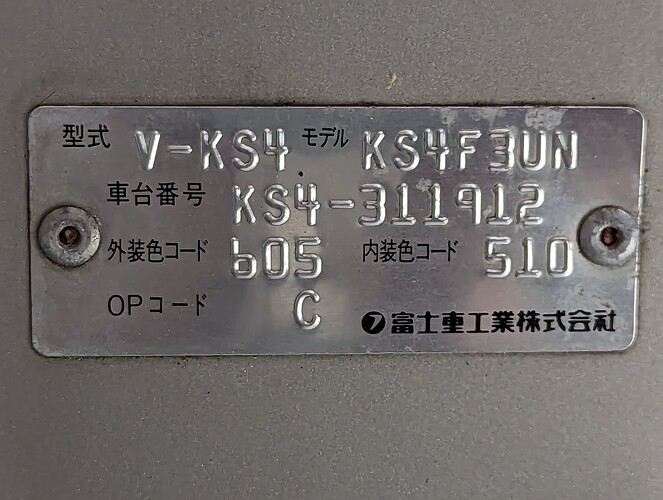 型式 V-KS4 モデル KS4F3UN
車台番号 KS4-311912
外装色コード 605 内装色コード 510
OPコード C 富士重工業株式会社